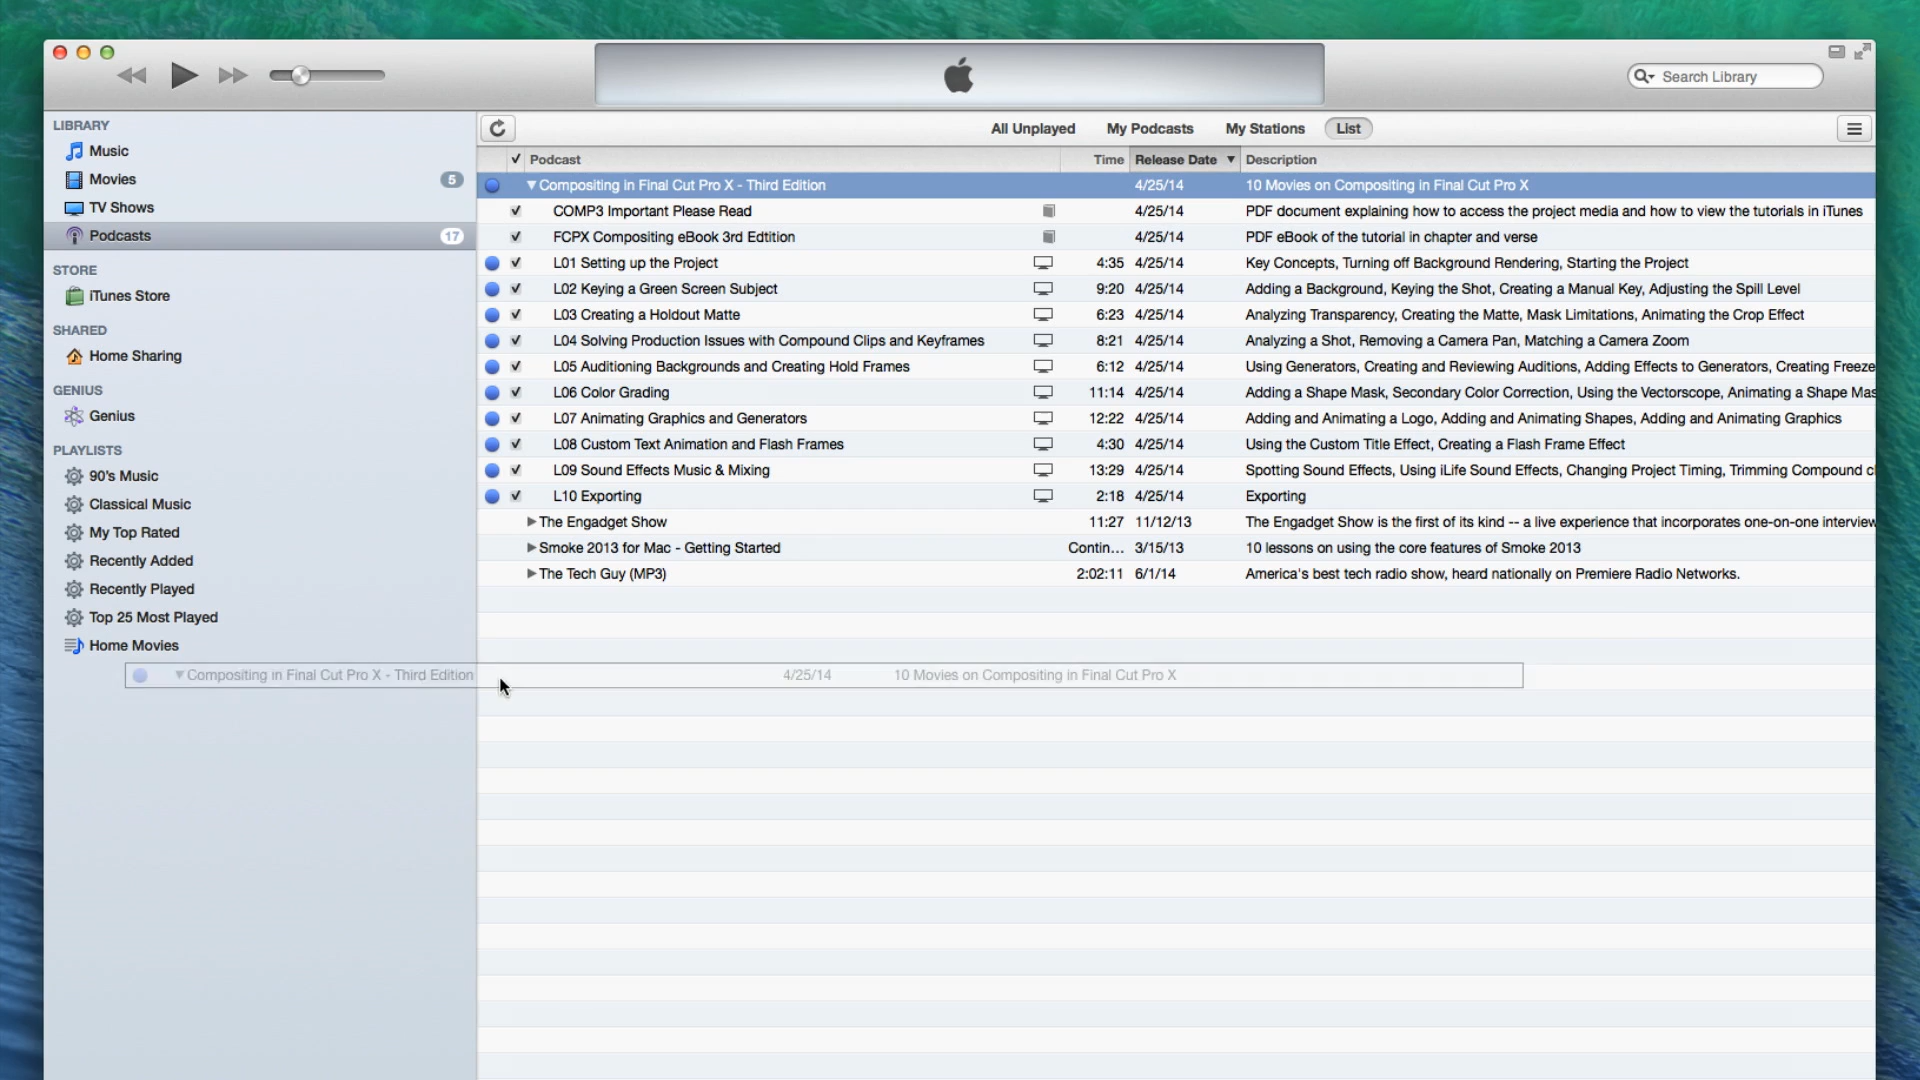 Search Library
LIBRARY
Music
Movies 5
TV Shows
Podcasts 17
STORE
iTunes Store
SHARED
Home Sharing
GENIUS
Genius
PLAYLISTS
90's Music
Classical Music
My Top Rated
Recently Added
Recently Played
Top 25 Most Played
Home Movies
All Unplayed My Podcasts My Stations List
Podcast Time Release Date Description
Compositing in Final Cut Pro X - Third Edition 4/25/14 10 Movies on Compositing in Final Cut Pro X
COMP3 Important Please Read 4/25/14 PDF document explaining how to access the project media and how to view the tutorials in iTunes
FCPX Compositing eBook 3rd Edtition 4/25/14 PDF eBook of the tutorial in chapter and verse
L01 Setting up the Project 4:35 4/25/14 Key Concepts, Turning off Background Rendering, Starting the Project
L02 Keying a Green Screen Subject 9:20 4/25/14 Adding a Background, Keying the Shot, Creating a Manual Key, Adjusting the Spill Level
L03 Creating a Holdout Matte 6:23 4/25/14 Analyzing Transparency, Creating the Matte, Mask Limitations, Animating the Crop Effect
L04 Solving Production Issues with Compound Clips and Keyframes 8:21 4/25/14 Analyzing a Shot, Removing a Camera Pan, Matching a Camera Zoom
L05 Auditioning Backgrounds and Creating Hold Frames 6:12 4/25/14 Using Generators, Creating and Reviewing Auditions, Adding Effects to Generators, Creating Freeze
L06 Color Grading 11:14 4/25/14 Adding a Shape Mask, Secondary Color Correction, Using the Vectorscope, Animating a Shape Mas
L07 Animating Graphics and Generators 12:22 4/25/14 Adding and Animating a Logo, Adding and Animating Shapes, Adding and Animating Graphics
L08 Custom Text Animation and Flash Frames 4:30 4/25/14 Using the Custom Title Effect, Creating a Flash Frame Effect
L09 Sound Effects Music & Mixing 13:29 4/25/14 Spotting Sound Effects, Using iLife Sound Effects, Changing Project Timing, Trimming Compound cl
L10 Exporting 2:18 4/25/14 Exporting
The Engadget Show 11:27 11/12/13 The Engadget Show is the first of its kind -- a live experience that incorporates one-on-one interview
Smoke 2013 for Mac - Getting Started Contin... 3/15/13 10 lessons on using the core features of Smoke 2013
The Tech Guy (MP3) 2:02:11 6/1/14 America's best tech radio show, heard nationally on Premiere Radio Networks.
Compositing in Final Cut Pro X - Third Edition 4/25/14 10 Movies on Compositing in Final Cut Pro X